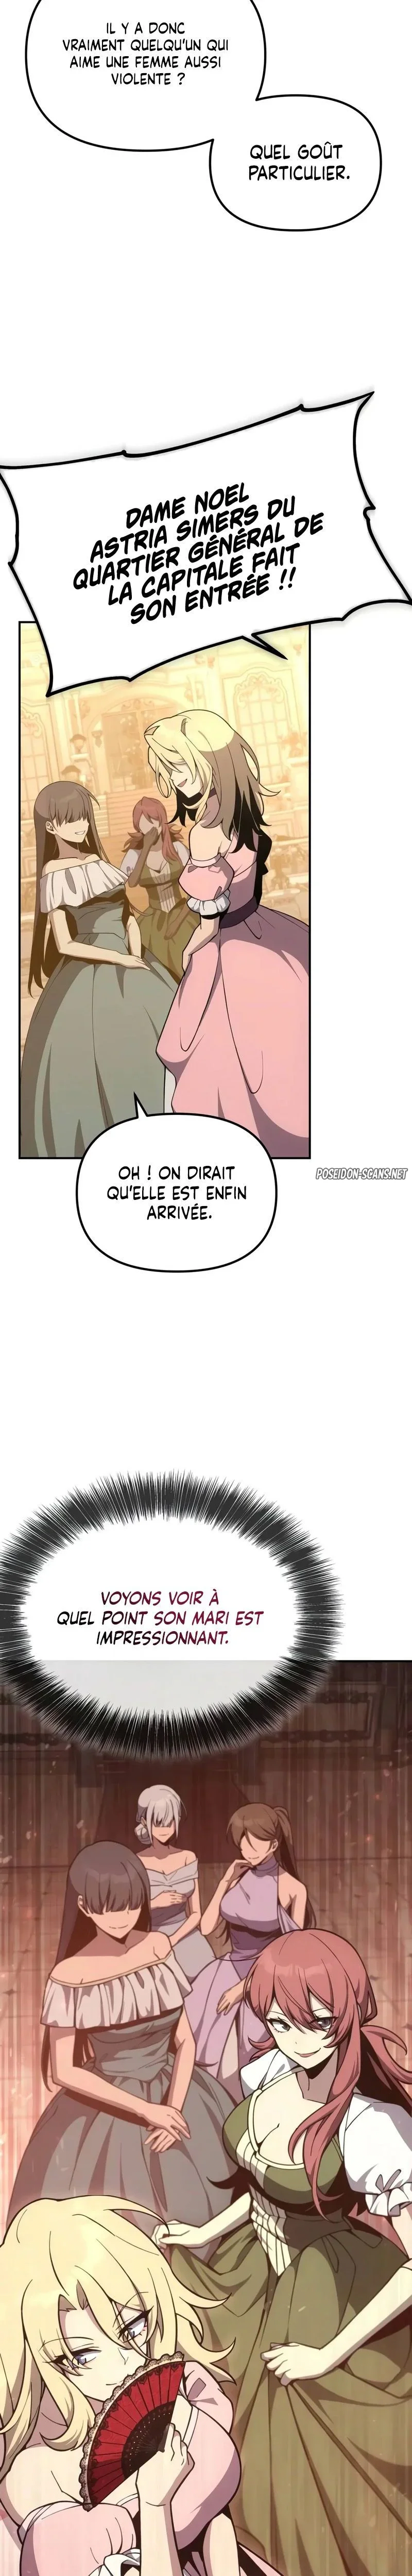 IL Y A DONC
VRAIMENT QUELQU'UN QUI
AIME UNE FEMME AUSSI
VIOLENTE ?
QUEL GOÛT
PARTICULIER.
DAME NOEL
ASTRIA SIMERS DU
QUARTIER GÉNÉRAL DE
LA CAPITALE FAIT
SON ENTRÉE !!
POSEIDON-SCANS.NET
OH ! ON DIRAIT
QU'ELLE EST ENFIN
ARRIVÉE.
VOYONS VOIR À
QUEL POINT SON MARI EST
IMPRESSIONNANT.